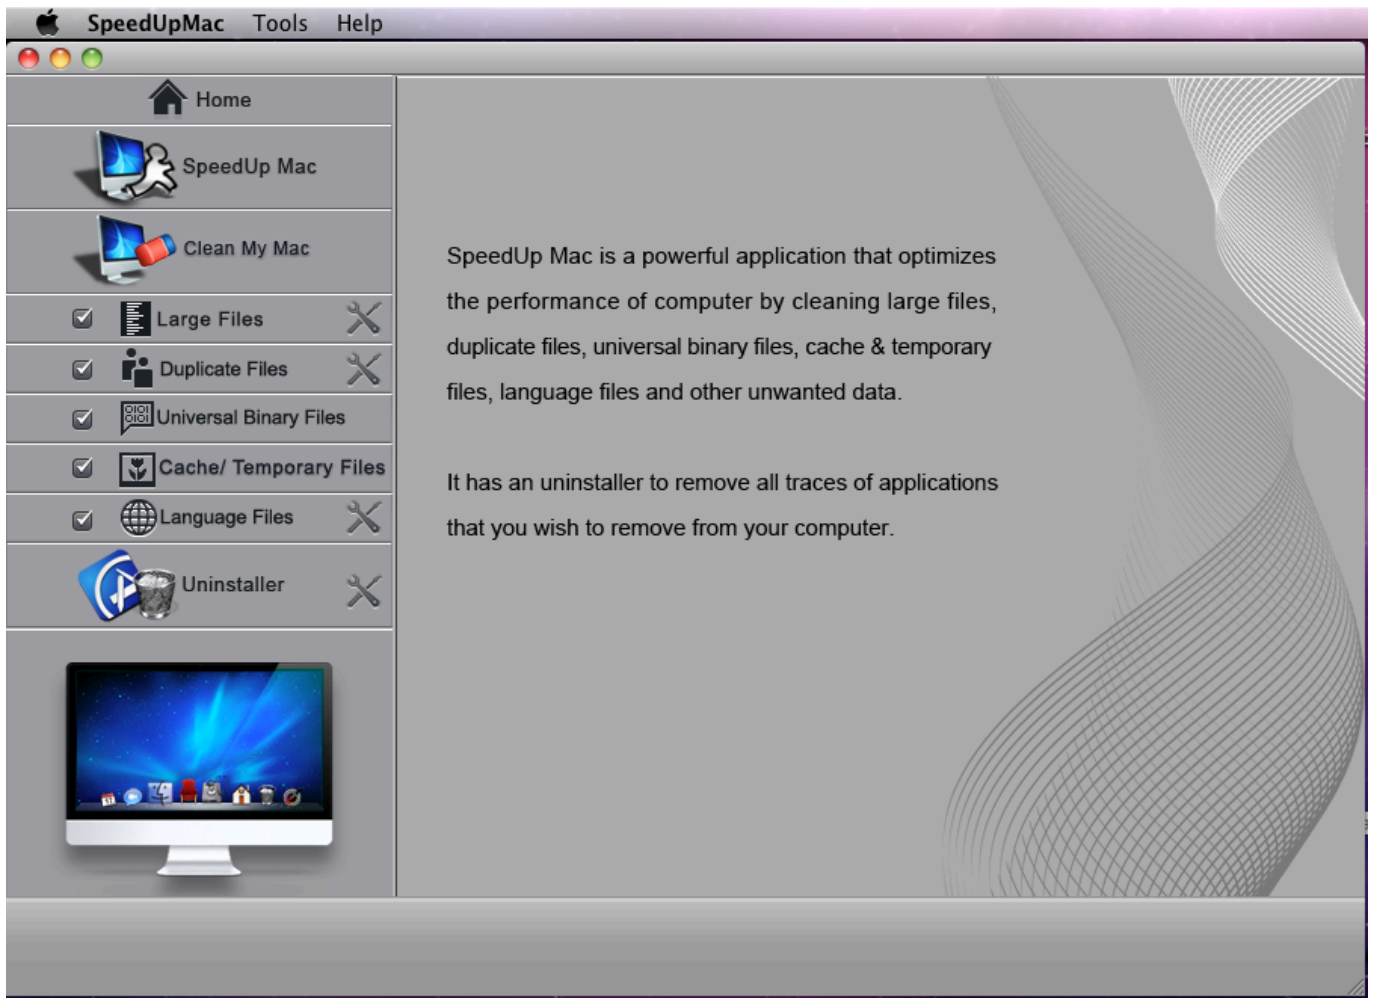 SpeedUpMac Tools Help
Home
SpeedUp Mac
Clean My Mac
Large Files
Duplicate Files
Universal Binary Files
Cache/ Temporary Files
Language Files
Uninstaller
SpeedUp Mac is a powerful application that optimizes
the performance of computer by cleaning large files,
duplicate files, universal binary files, cache & temporary
files, language files and other unwanted data.
It has an uninstaller to remove all traces of applications
that you wish to remove from your computer.